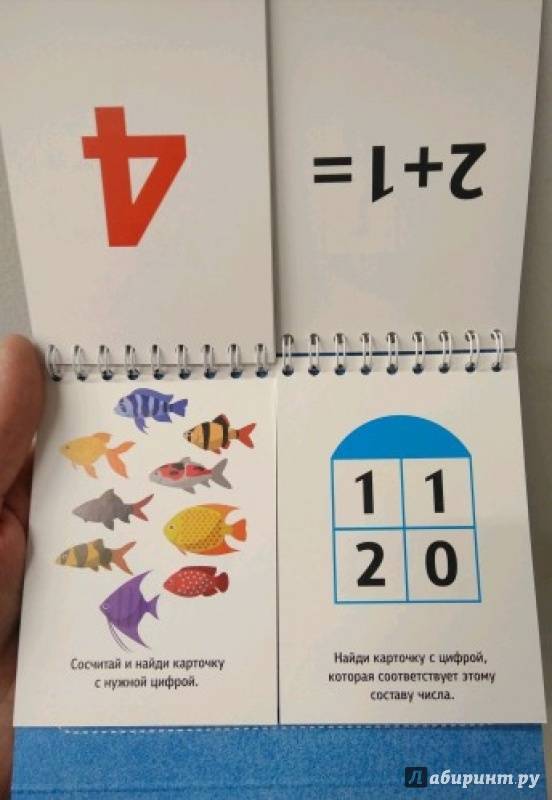 4
2+1=
Сосчитай и найди карточку
с нужной цифрой.
1 1
2 0
Найди карточку с цифрой,
которая соответствует этому
составу числа.
Лабиринт.ру